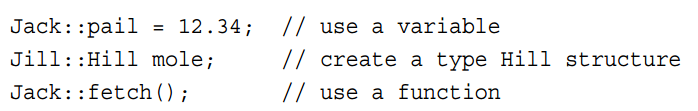 Jack::pail = 12.34;  // use a variable
Jill::Hill mole;     // create a type Hill structure
Jack::fetch();       // use a function